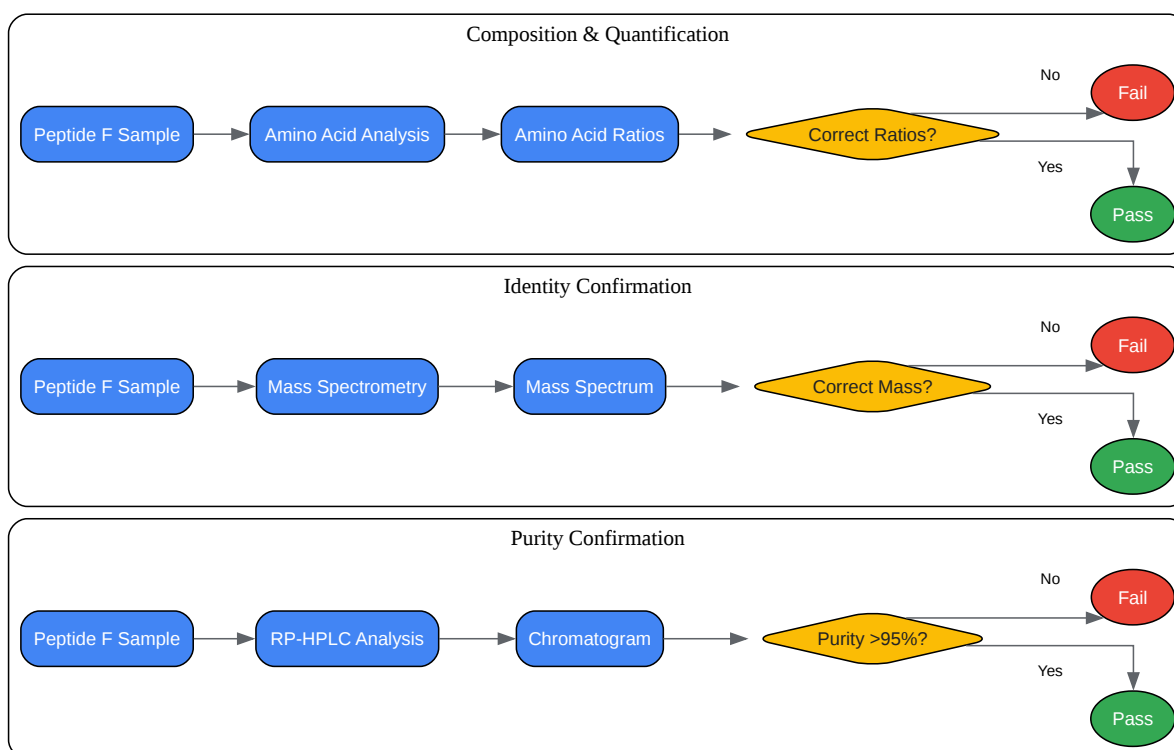 Composition & Quantification
Peptide F Sample
Amino Acid Analysis
Amino Acid Ratios
Correct Ratios?
No
Fail
Yes
Pass
Identity Confirmation
Peptide F Sample
Mass Spectrometry
Mass Spectrum
Correct Mass?
No
Fail
Yes
Pass
Purity Confirmation
Peptide F Sample
RP-HPLC Analysis
Chromatogram
Purity >95%?
No
Fail
Yes
Pass